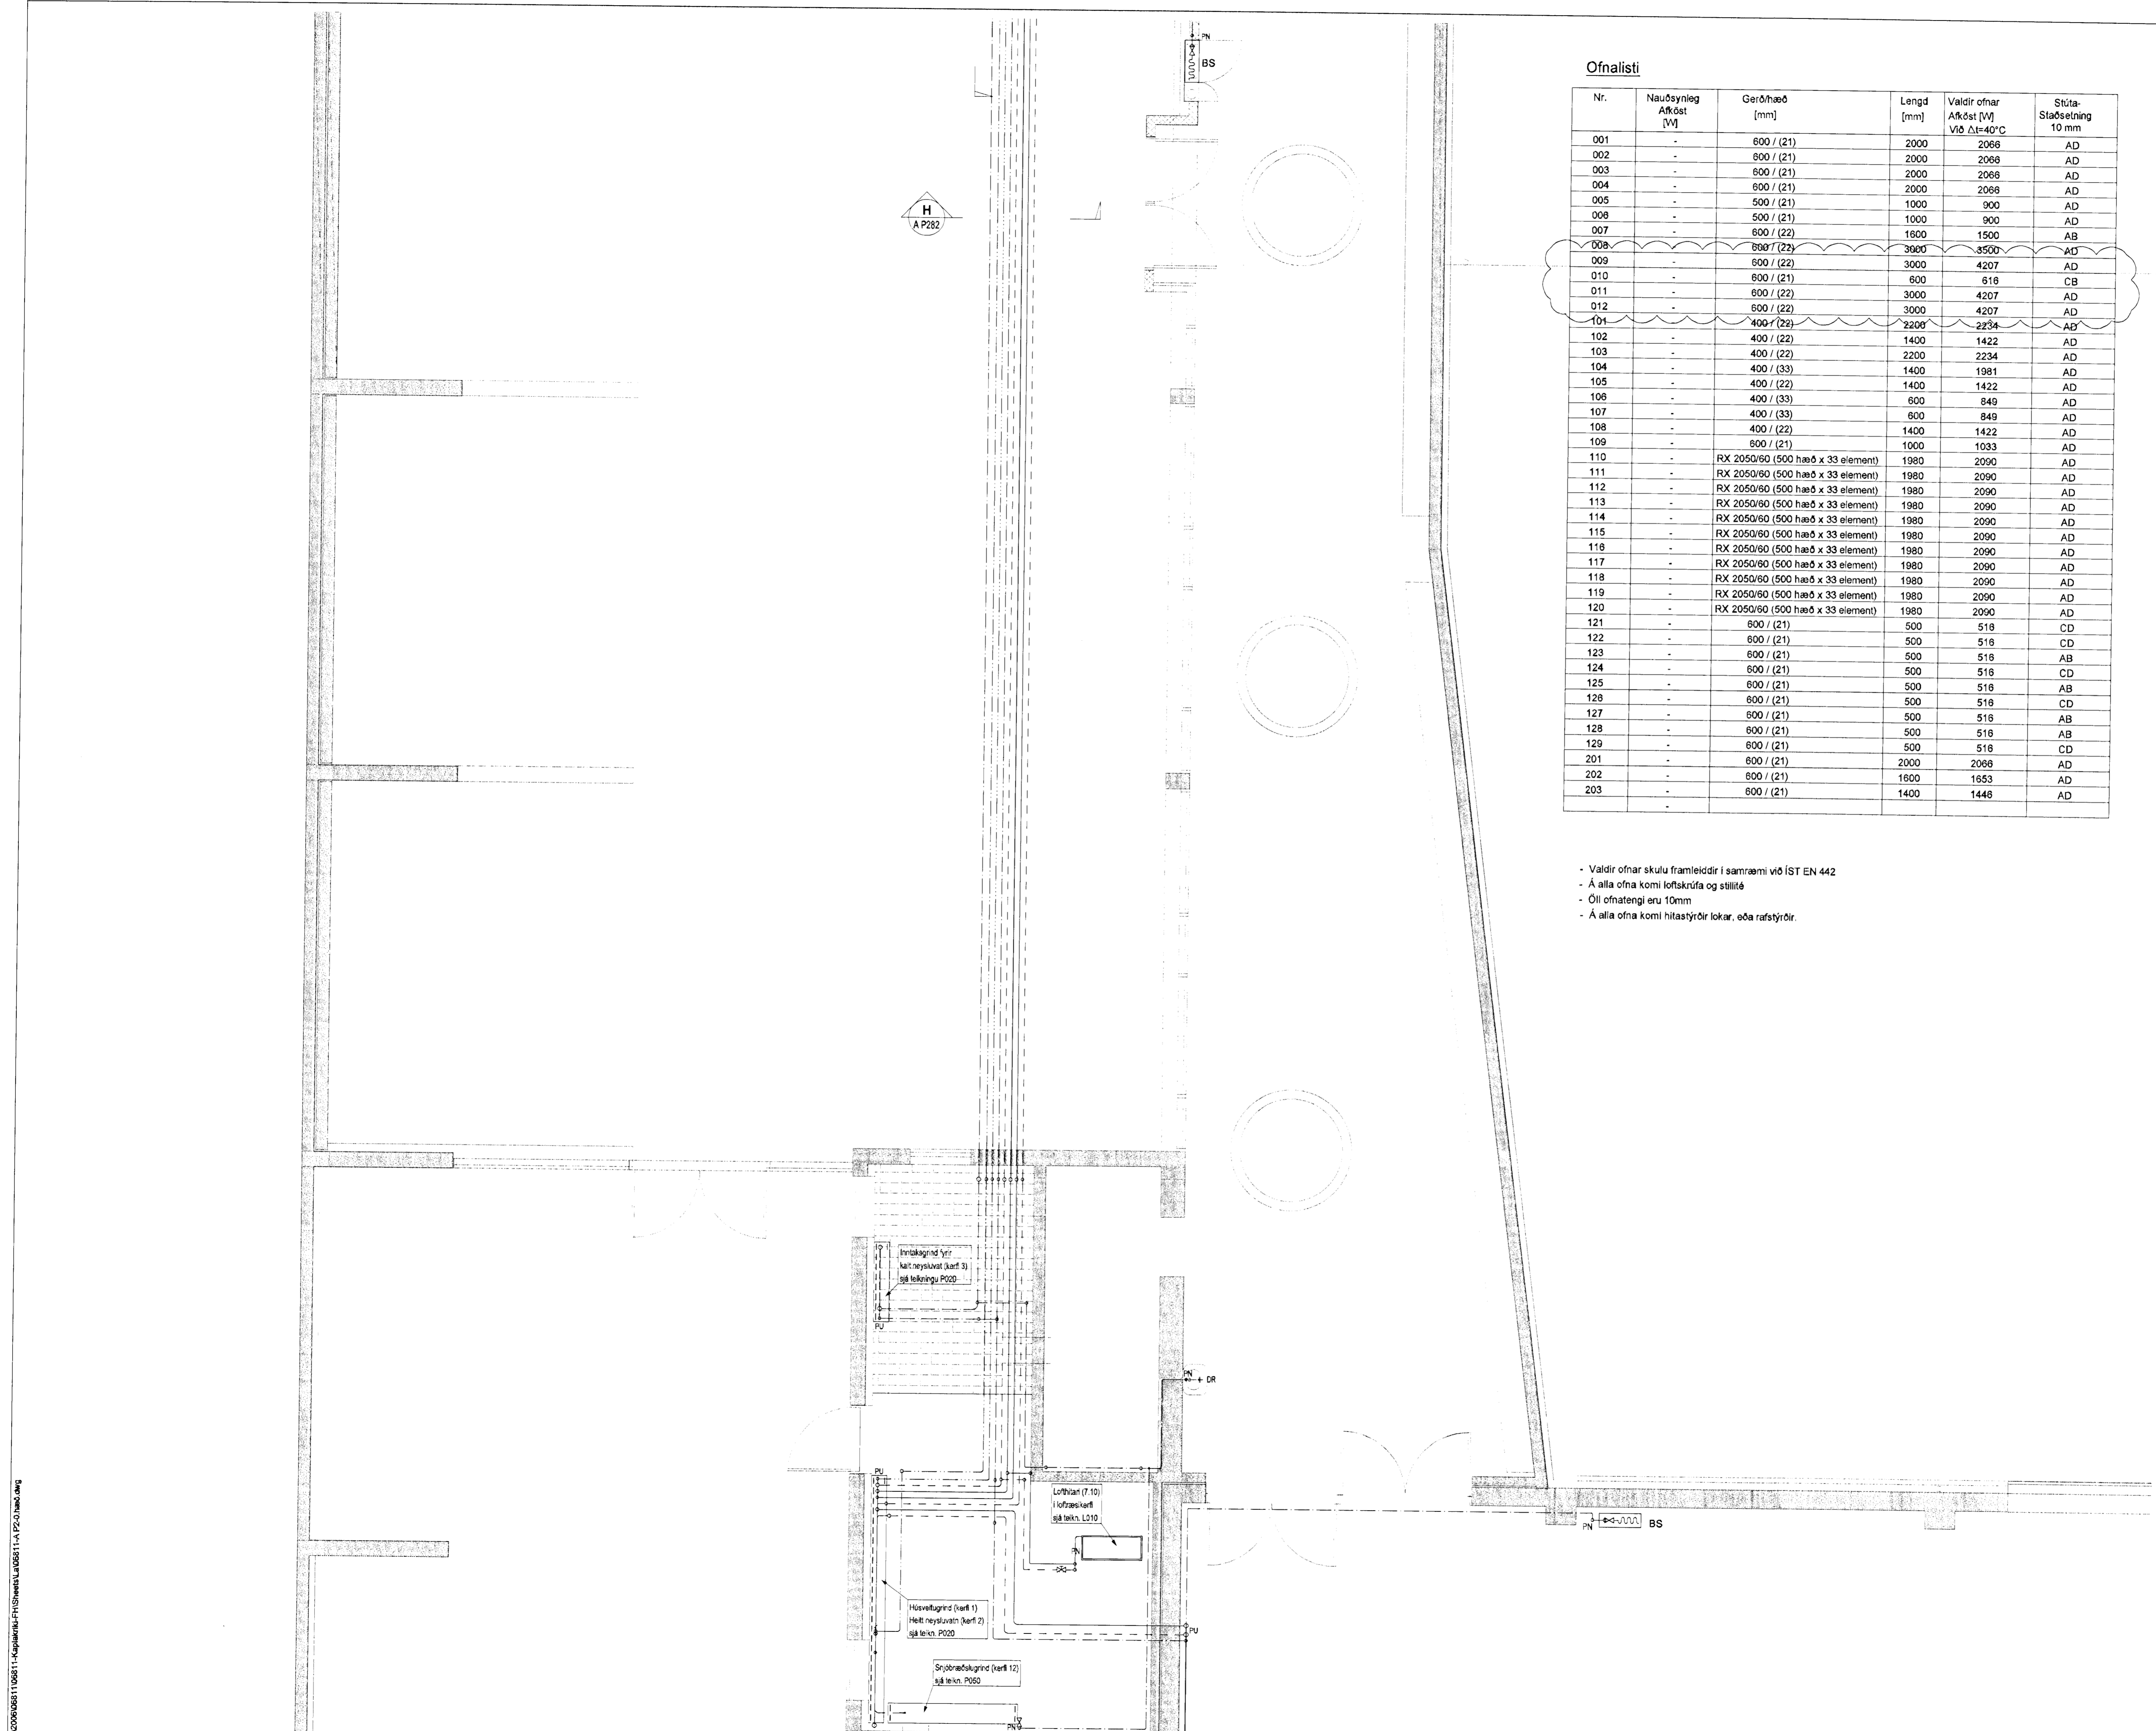 PN
BS
H
A P282
Ofnalisti
Nr. Nauðsynleg Afköst [W] Gerð/hæð [mm] Lengd [mm] Valdir ofnar Afköst [W] Við Δt=40°C Stúta-Staðsetning 10 mm
001 - 600 / (21) 2000 2066 AD
002 - 600 / (21) 2000 2066 AD
003 - 600 / (21) 2000 2066 AD
004 - 600 / (21) 2000 2066 AD
005 - 500 / (21) 1000 900 AD
006 - 500 / (21) 1000 900 AD
007 - 600 / (22) 1600 1500 AB
008 - 600 / (22) 3000 3500 AD
009 - 600 / (22) 3000 4207 AD
010 - 600 / (21) 600 616 CB
011 - 600 / (22) 3000 4207 AD
012 - 600 / (22) 3000 4207 AD
101 - 400 / (22) 2200 2234 AD
102 - 400 / (22) 1400 1422 AD
103 - 400 / (22) 2200 2234 AD
104 - 400 / (33) 1400 1981 AD
105 - 400 / (22) 1400 1422 AD
106 - 400 / (33) 600 849 AD
107 - 400 / (33) 600 849 AD
108 - 400 / (22) 1400 1422 AD
109 - 600 / (21) 1000 1033 AD
110 - RX 2050/60 (500 hæð x 33 element) 1980 2090 AD
111 - RX 2050/60 (500 hæð x 33 element) 1980 2090 AD
112 - RX 2050/60 (500 hæð x 33 element) 1980 2090 AD
113 - RX 2050/60 (500 hæð x 33 element) 1980 2090 AD
114 - RX 2050/60 (500 hæð x 33 element) 1980 2090 AD
115 - RX 2050/60 (500 hæð x 33 element) 1980 2090 AD
116 - RX 2050/60 (500 hæð x 33 element) 1980 2090 AD
117 - RX 2050/60 (500 hæð x 33 element) 1980 2090 AD
118 - RX 2050/60 (500 hæð x 33 element) 1980 2090 AD
119 - RX 2050/60 (500 hæð x 33 element) 1980 2090 AD
120 - RX 2050/60 (500 hæð x 33 element) 1980 2090 AD
121 - 600 / (21) 500 516 CD
122 - 600 / (21) 500 516 CD
123 - 600 / (21) 500 516 AB
124 - 600 / (21) 500 516 CD
125 - 600 / (21) 500 516 AB
126 - 600 / (21) 500 516 CD
127 - 600 / (21) 500 516 AB
128 - 600 / (21) 500 516 AB
129 - 600 / (21) 500 516 CD
201 - 600 / (21) 2000 2066 AD
202 - 600 / (21) 1600 1653 AD
203 - 600 / (21) 1400 1446 AD
-
- Valdir ofnar skulu framleiddir í samræmi við ÍST EN 442
- Á alla ofna komi loftskrúfa og stillité
- Öll ofnatengi eru 10mm
- Á alla ofna komi hitastýrðir lokar, eða rafstýrðir.
Inntaksgrind fyrir
kalt neysluvat (kerfi 3)
sjá teikningu P020
PU
PN
DR
PU
Lofthitari (7.10)
í loftræsikerfi
sjá teikn. L010
PN
PN
BS
Húsveitugrind (kerfi 1)
Heitt neysluvatn (kerfi 2)
sjá teikn. P020
PU
Snjóbræðslugrind (kerfi 12)
sjá teikn. P050
PN
2006\06811\06811-Kaplakriki-FH\Sheets\La\06811-A P2-0.hæð.dwg